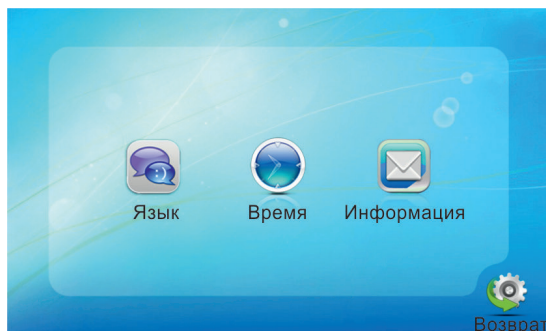 Язык Время Информация
Возврат